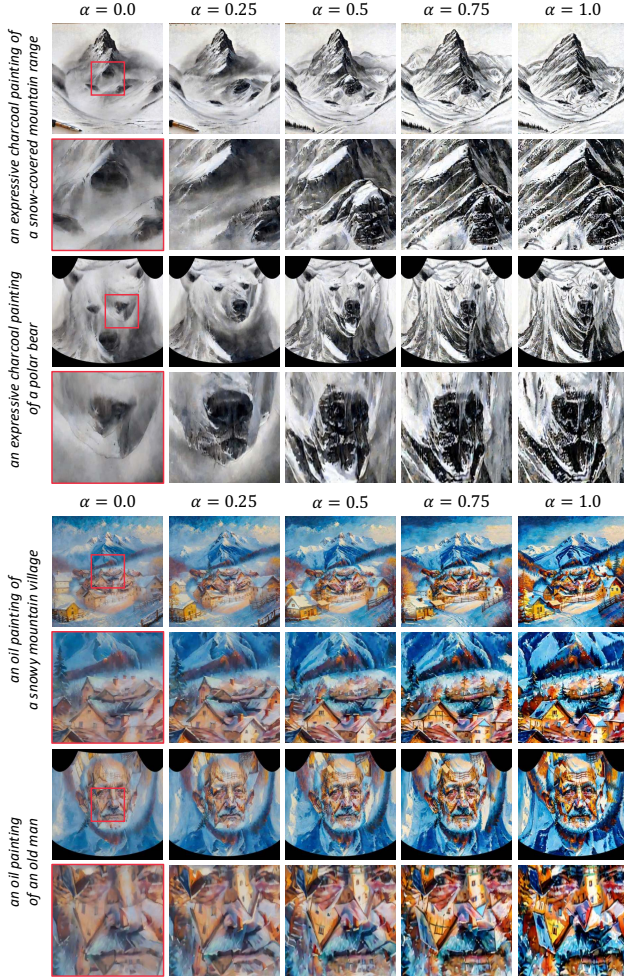 α = 0.0 α = 0.25 α = 0.5 α = 0.75 α = 1.0
an expressive charcoal painting of
a snow-covered mountain range
an expressive charcoal painting
of a polar bear
α = 0.0 α = 0.25 α = 0.5 α = 0.75 α = 1.0
an oil painting of
a snowy mountain village
an oil painting
of an old man